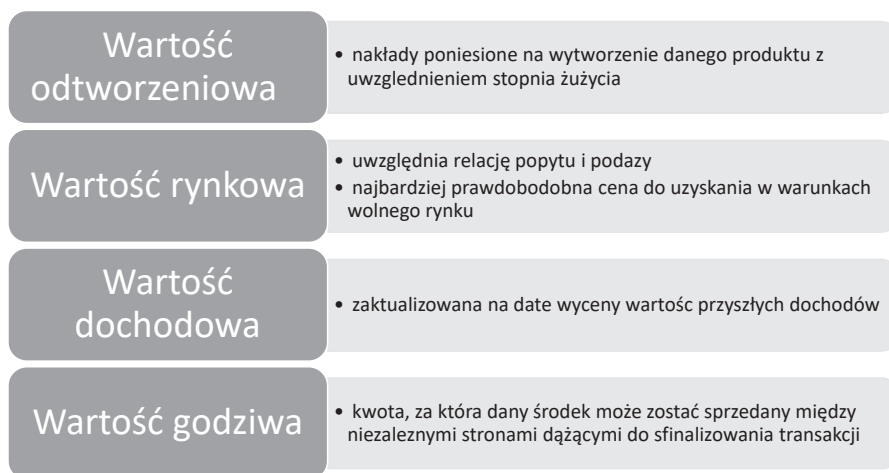 Wartość
odtworzeniowa
• nakłady poniesione na wytworzenie danego produktu z
uwzglednieniem stopnia żużycia
Wartość rynkowa
• uwzględnia relację popytu i podazy
• najbardziej prawdobodobna cena do uzyskania w warunkach
wolnego rynku
Wartość
dochodowa
• zaktualizowana na date wyceny wartośc przyszłych dochodów
Wartość godziwa
• kwota, za która dany środek może zostać sprzedany między
niezaleznymi stronami dążącymi do sfinalizowania transakcji